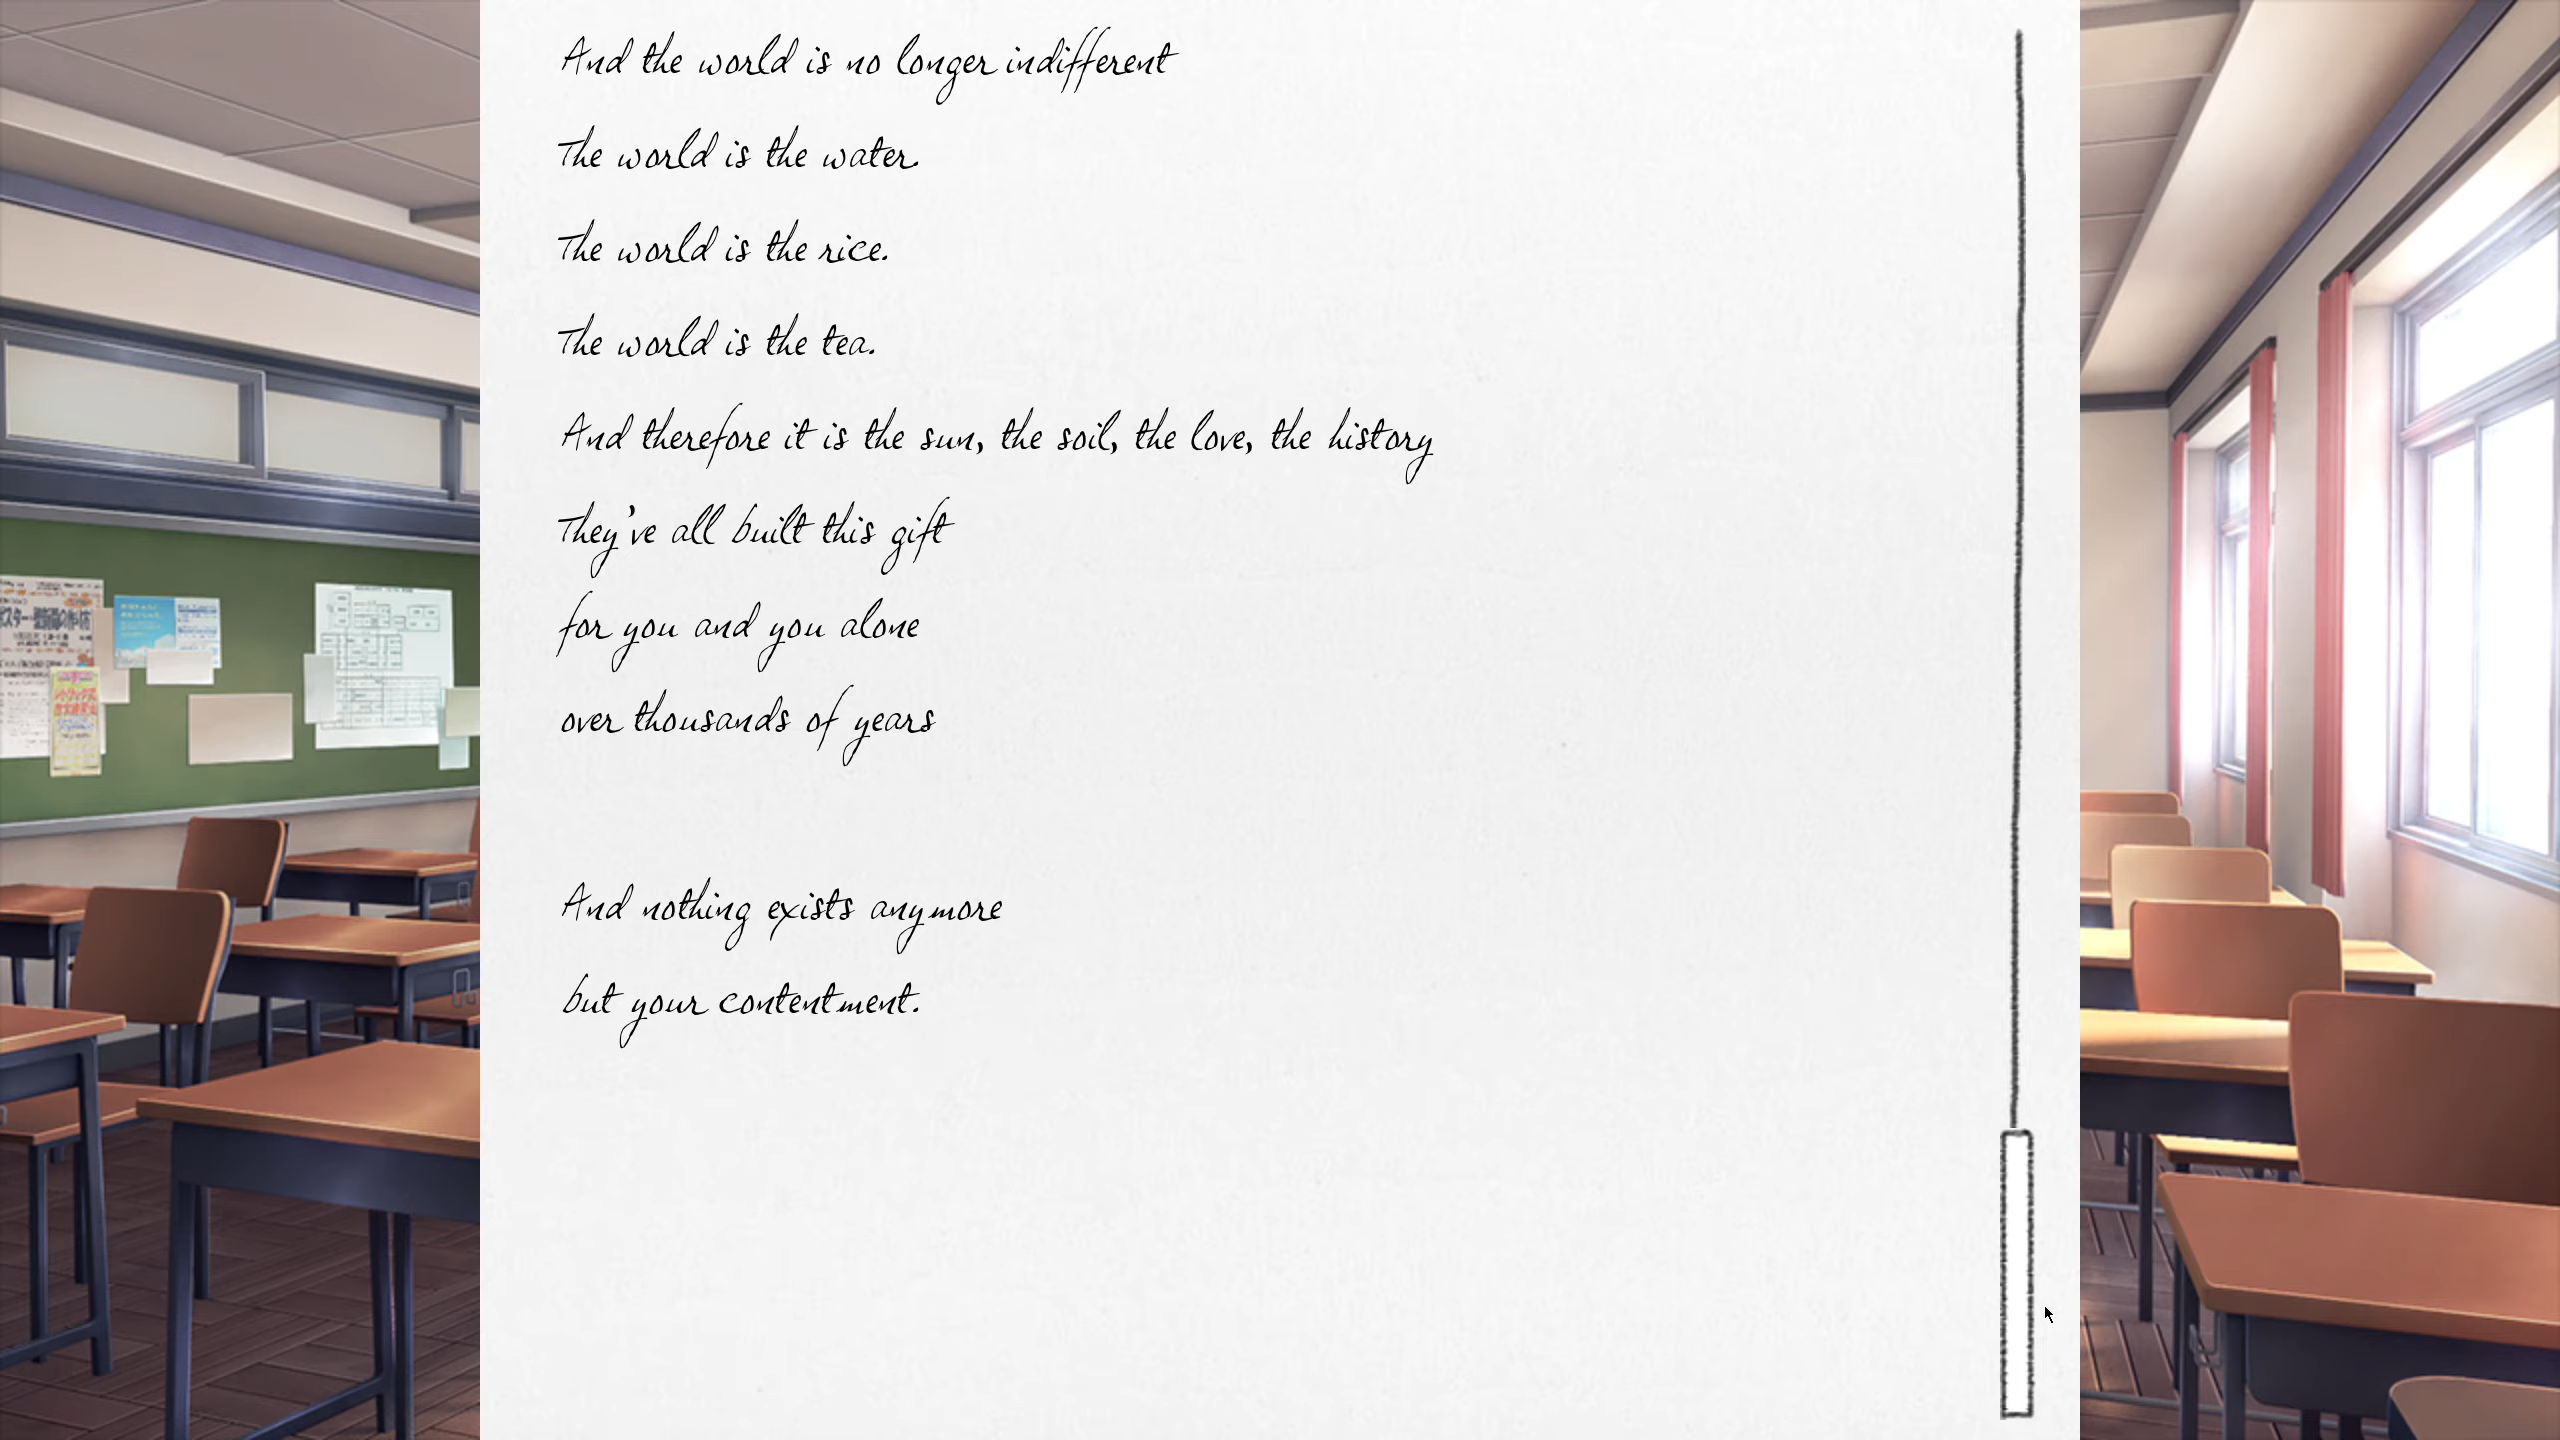 And the world is no longer indifferent
The world is the water.
The world is the rice.
The world is the tea.
And therefore it is the sun, the soil, the love, the history
They've all built this gift
for you and you alone
over thousands of years
And nothing exists anymore
but your contentment.